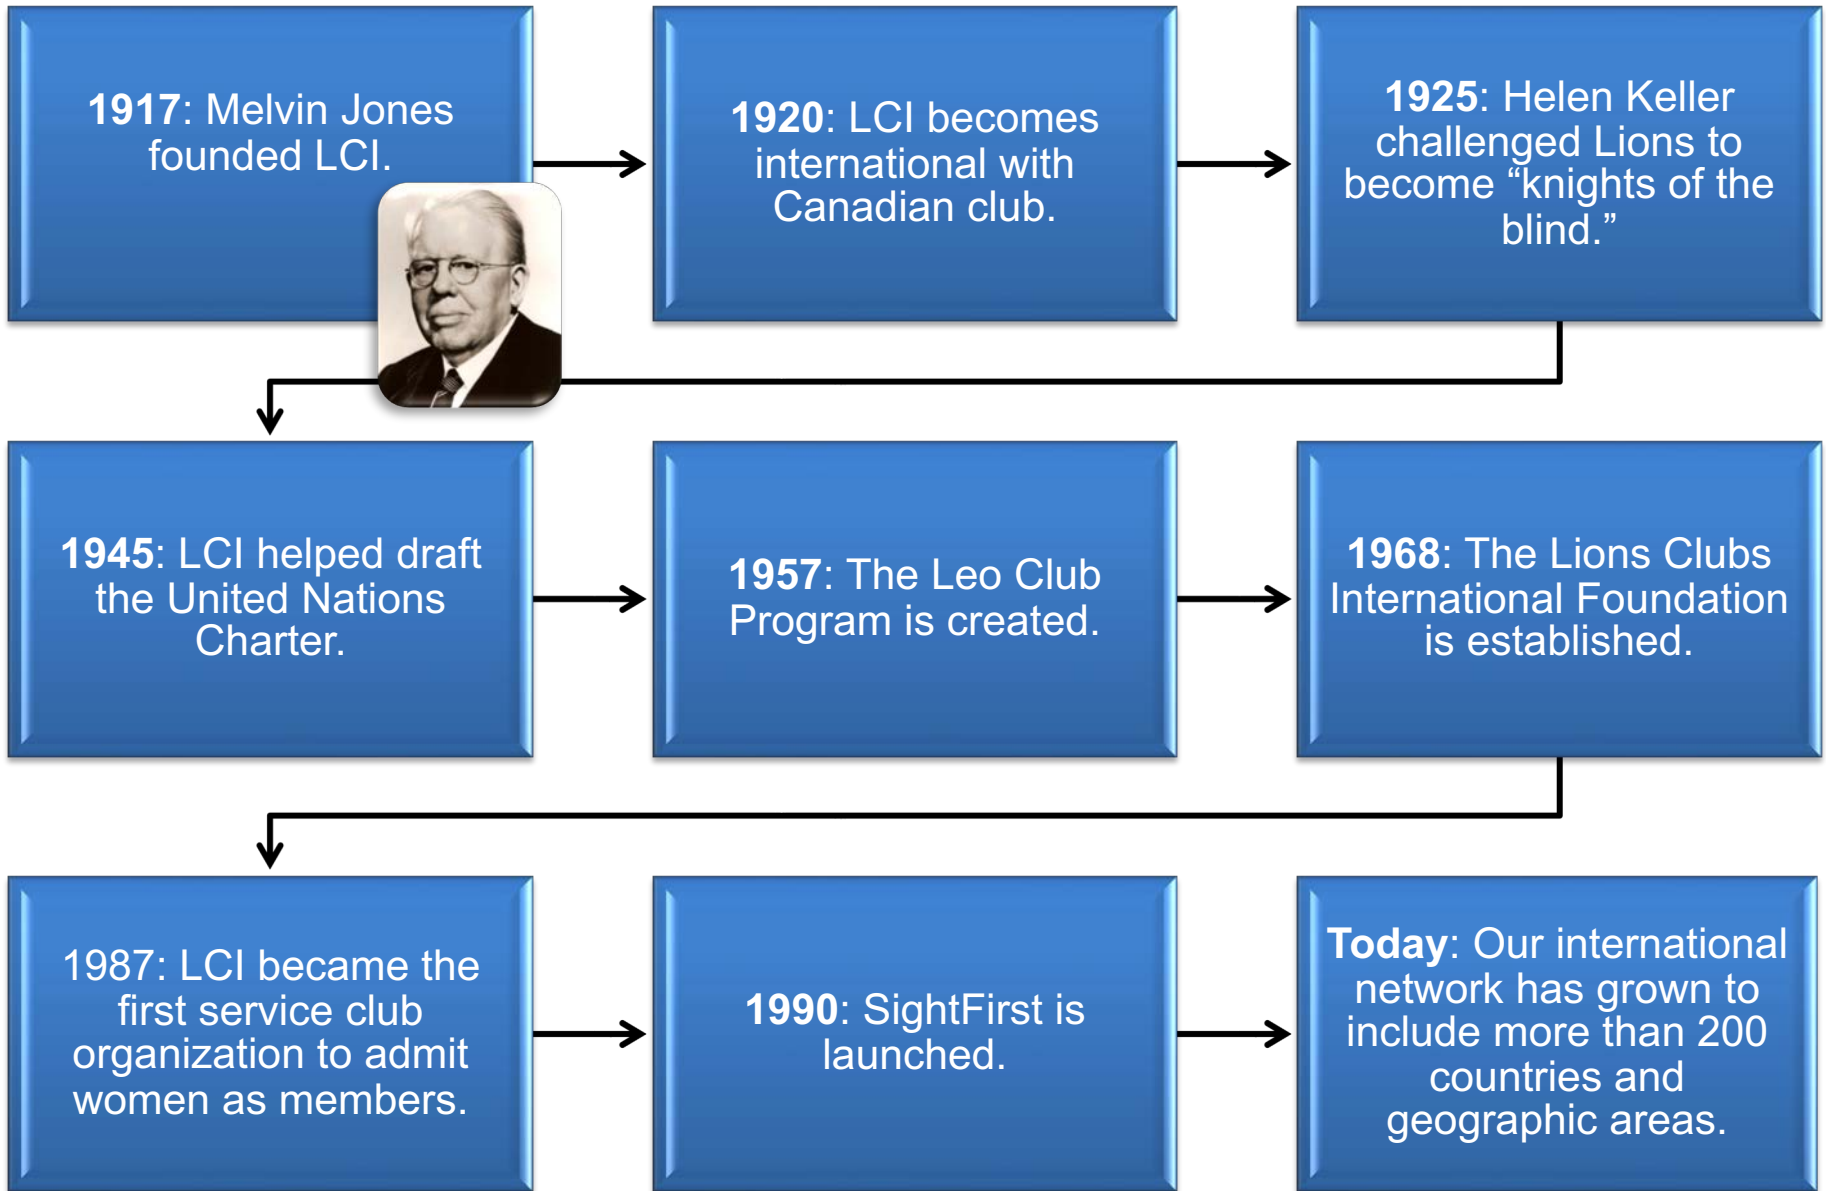 1917: Melvin Jones
founded LCI.
1920: LCI becomes
international with
Canadian club.
1925: Helen Keller
challenged Lions to
become “knights of the
blind.”
1945: LCI helped draft
the United Nations
Charter.
1957: The Leo Club
Program is created.
1968: The Lions Clubs
International Foundation
is established.
1987: LCI became the
first service club
organization to admit
women as members.
1990: SightFirst is
launched.
Today: Our international
network has grown to
include more than 200
countries and
geographic areas.